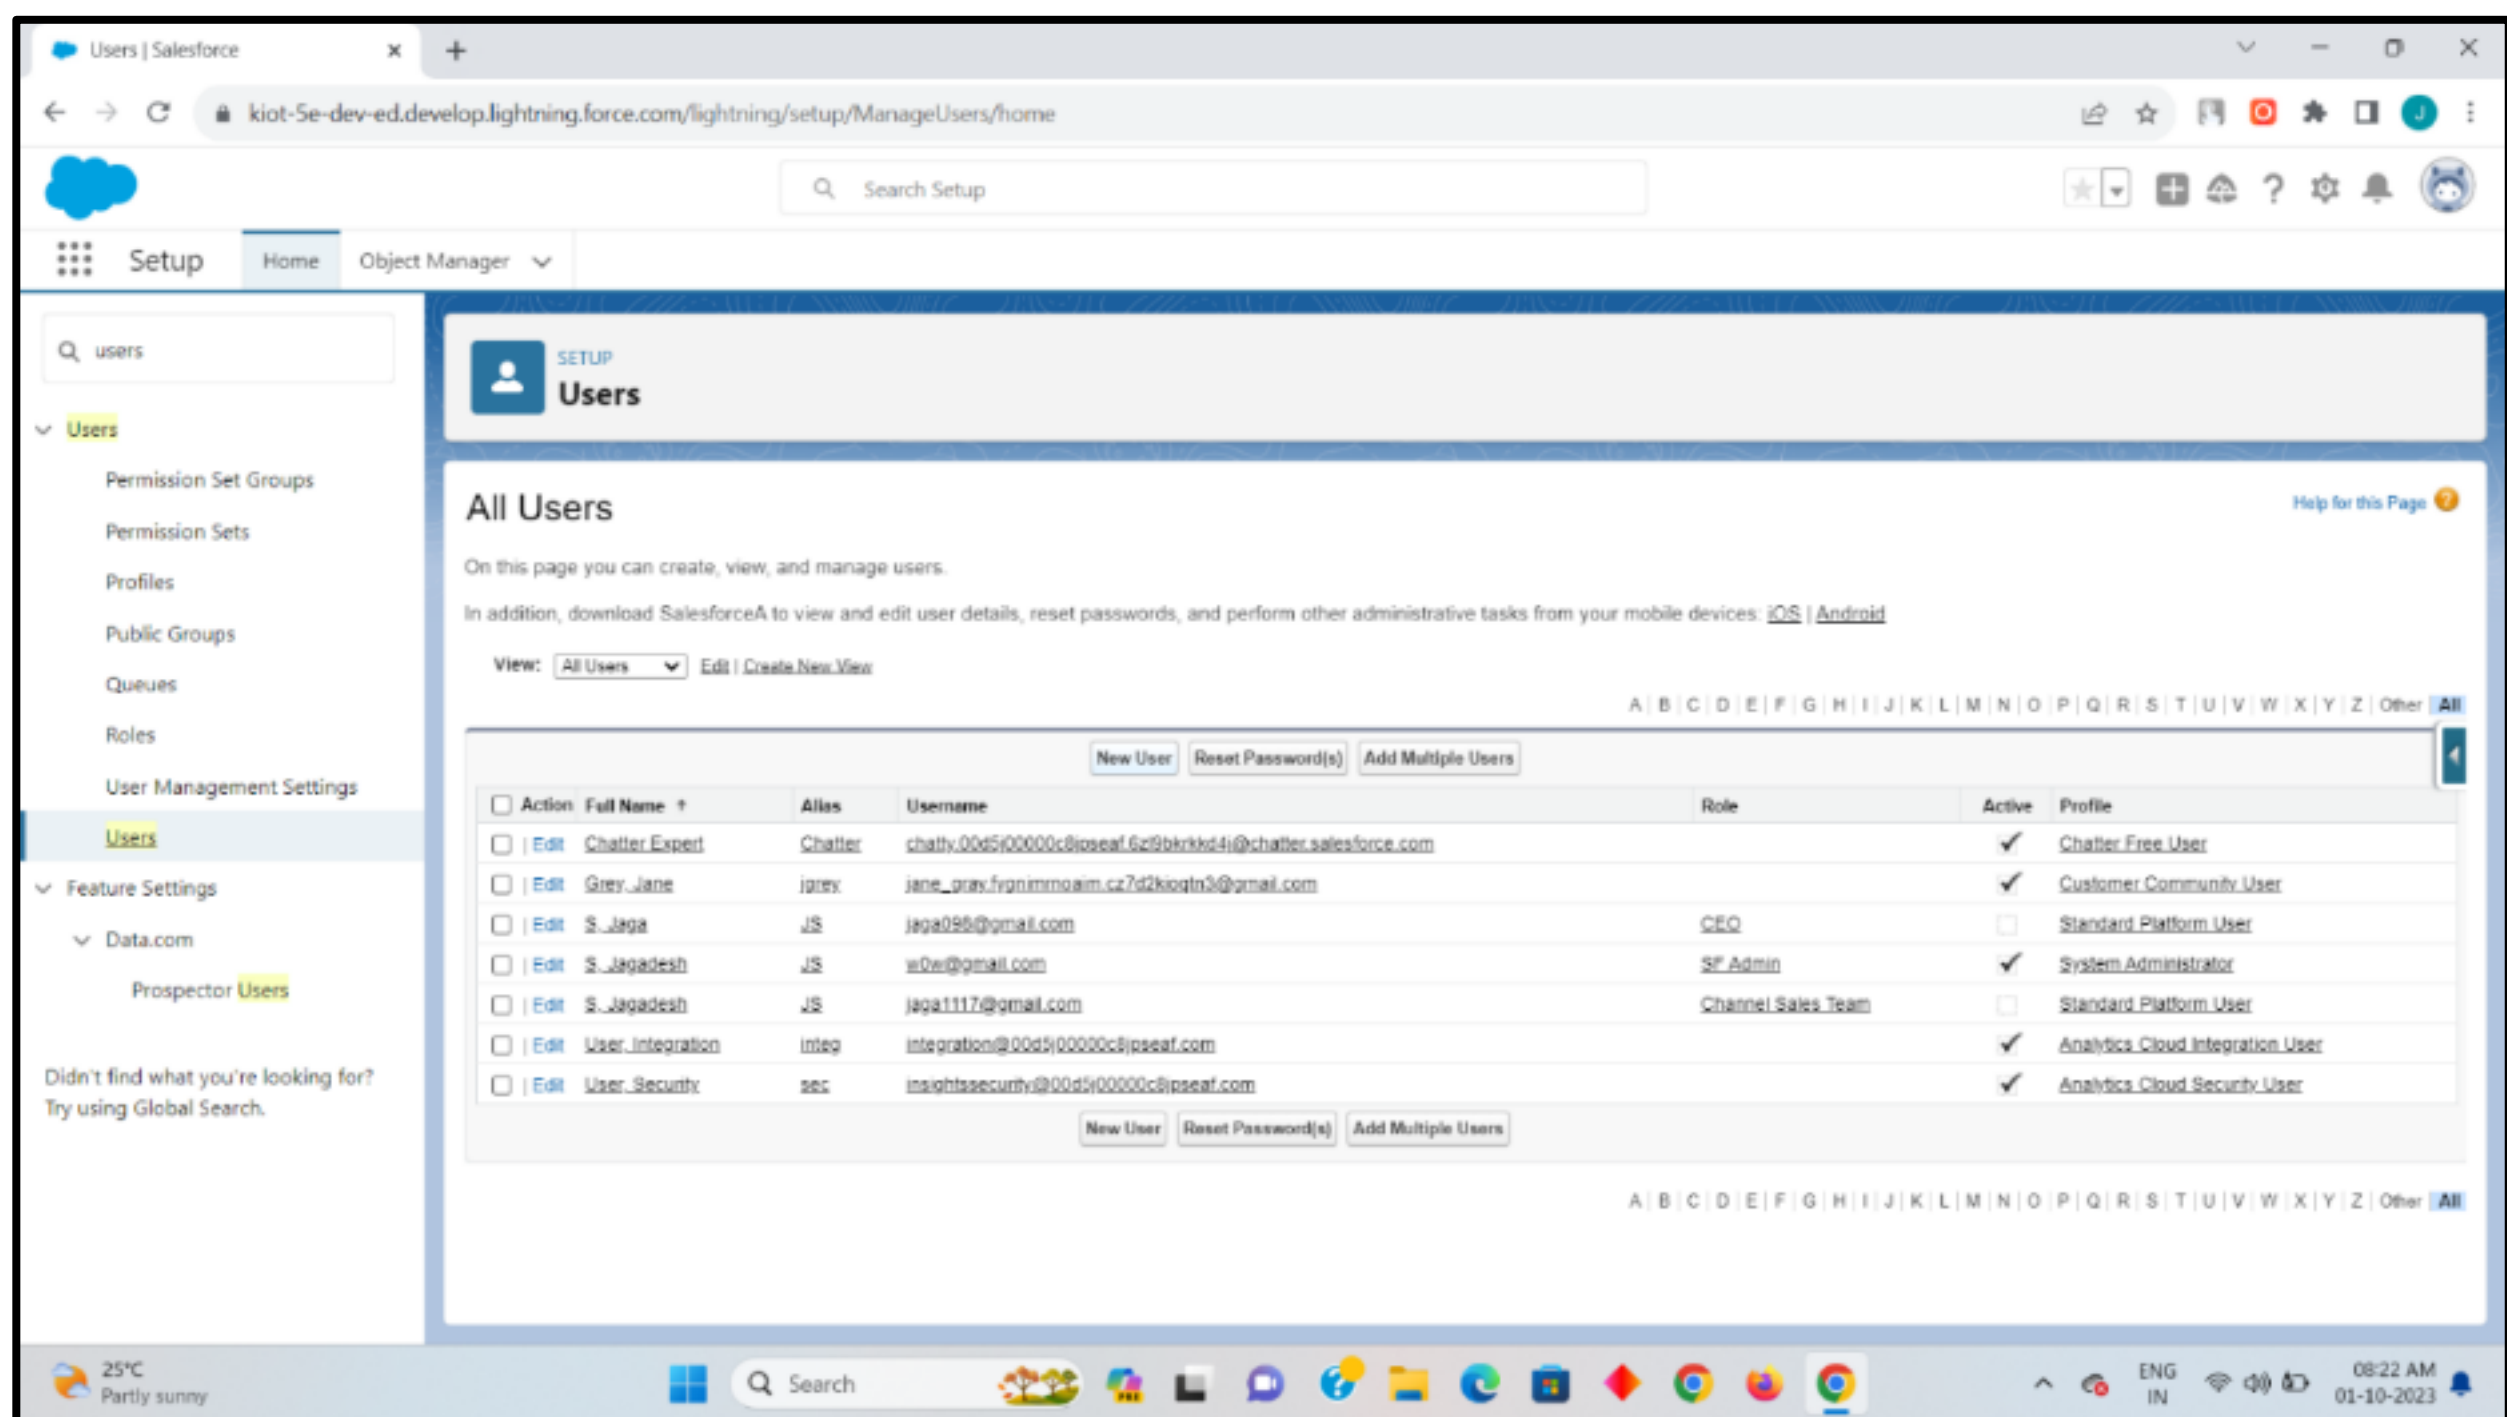 Users | Salesforce
kiot-5e-dev-ed.develop.lightning.force.com/lightning/setup/ManageUsers/home
J
Search Setup
Setup Home Object Manager
users
Users
Permission Set Groups
Permission Sets
Profiles
Public Groups
Queues
Roles
User Management Settings
Users
Feature Settings
Data.com
Prospector Users
Didn't find what you're looking for?
Try using Global Search.
SETUP
Users
All Users
Help for this Page ?
On this page you can create, view, and manage users.
In addition, download SalesforceA to view and edit user details, reset passwords, and perform other administrative tasks from your mobile devices: iOS | Android
View: All Users Edit | Create New View
A | B | C | D | E | F | G | H | I | J | K | L | M | N | O | P | Q | R | S | T | U | V | W | X | Y | Z | Other All
New User Reset Password(s) Add Multiple Users
Action Full Name ↑ Alias Username Role Active Profile
| Edit Chatter Expert Chatter Chatter Free User
| Edit Grey, Jane jgrey Customer Community User
| Edit S, Jaga JS jaga098@gmail.com CEO Standard Platform User
| Edit S, Jagadesh JS w0w@gmail.com SF Admin System Administrator
| Edit S, Jagadesh JS jaga1117@gmail.com Channel Sales Team Standard Platform User
| Edit User, Integration integ integration@00d5j00000c8jpseaf.com Analytics Cloud Integration User
| Edit User, Security sec insightssecurity@00d5j00000c8jpseaf.com Analytics Cloud Security User
New User Reset Password(s) Add Multiple Users
A | B | C | D | E | F | G | H | I | J | K | L | M | N | O | P | Q | R | S | T | U | V | W | X | Y | Z | Other All
25°C
Partly sunny
Search
ENG
IN
08:22 AM
01-10-2023